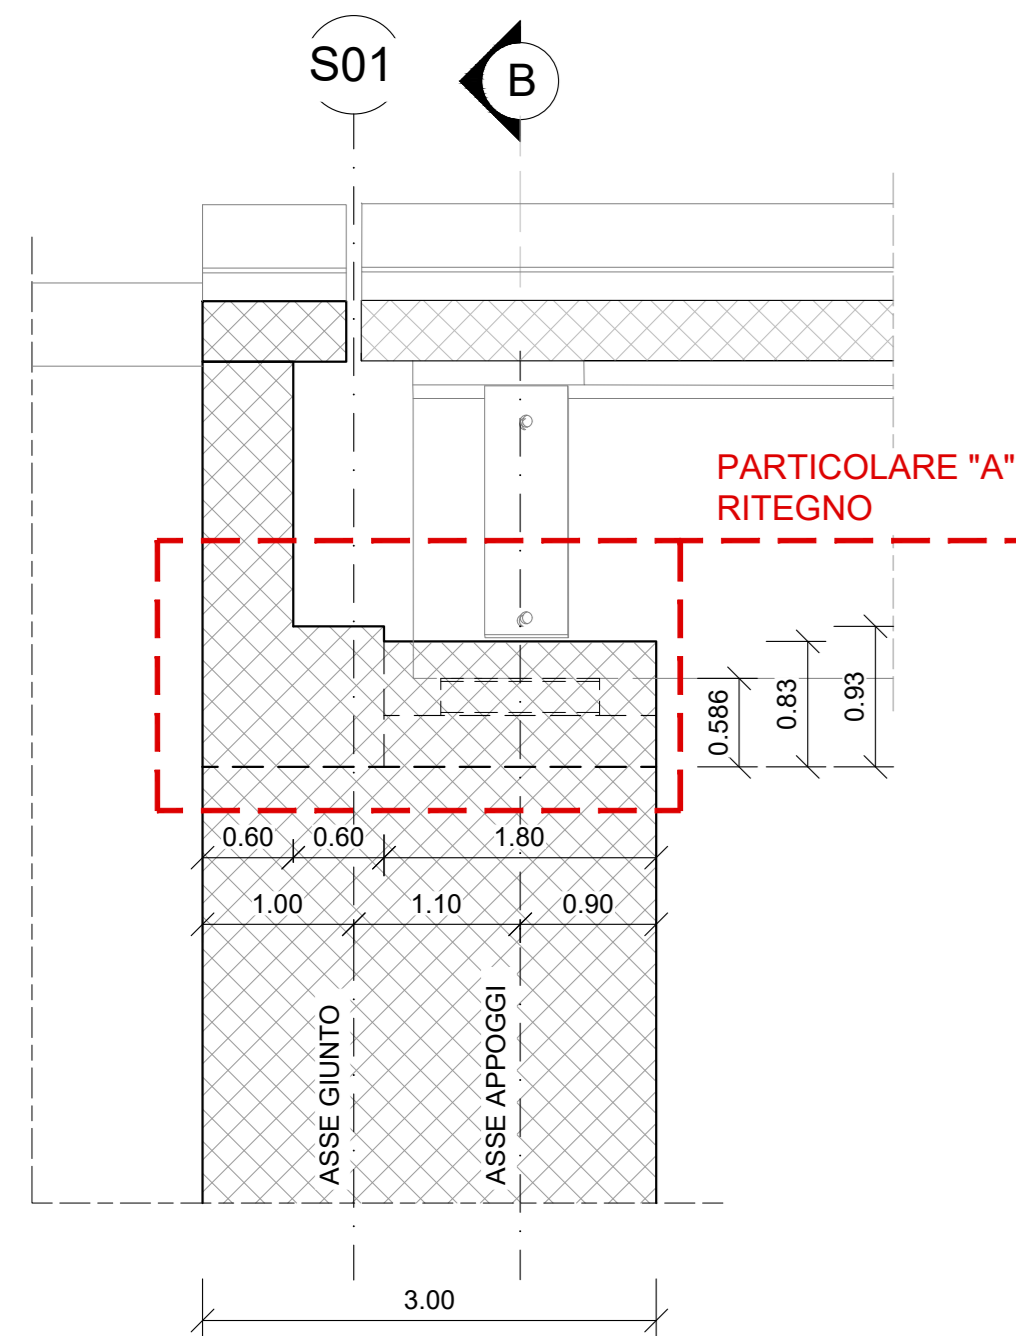 S01
B
PARTICOLARE "A"
RITEGNO
0.586
0.83
0.93
0.60
0.60
1.80
1.00
1.10
0.90
ASSE GIUNTO
ASSE APPOGGI
3.00